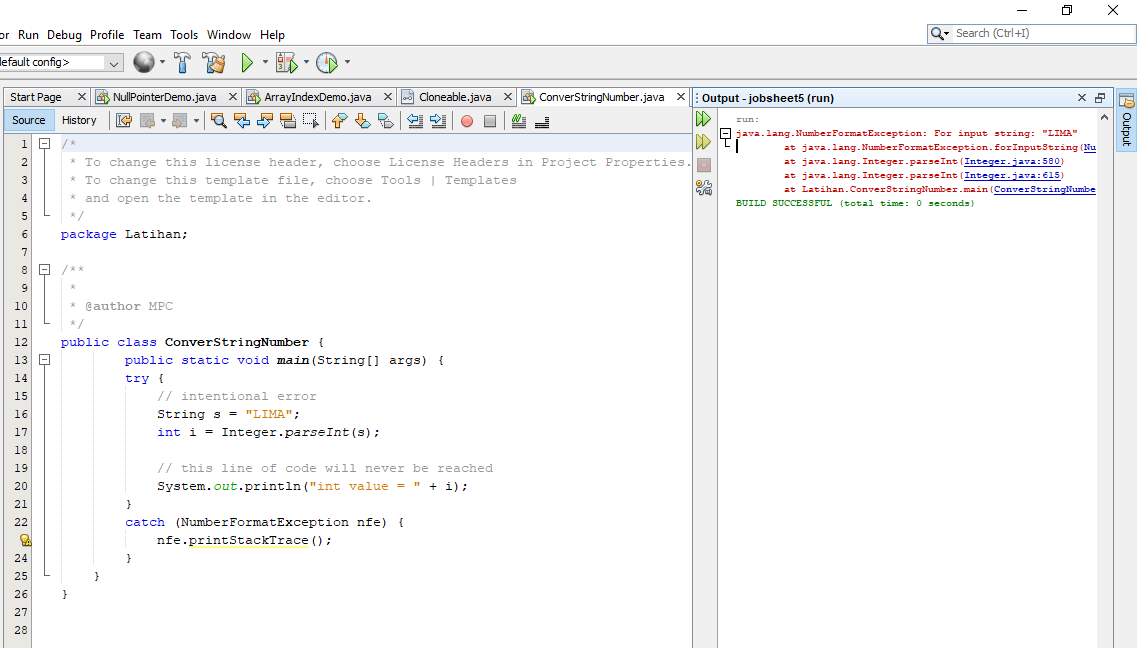 or Run Debug Profile Team Tools Window Help
Search (Ctrl+I)
default config>
Start Page NullPointerDemo.java ArrayIndexDemo.java Cloneable.java ConverStringNumber.java
Output - jobsheet5 (run)
Source History
Output
1 /*
2 * To change this license header, choose License Headers in Project Properties.
3 * To change this template file, choose Tools | Templates
4 * and open the template in the editor.
5 */
6 package Latihan;
7
8 /**
9 *
10 * @author MPC
11 */
12 public class ConverStringNumber {
13 public static void main(String[] args) {
14 try {
15 // intentional error
16 String s = "LIMA";
17 int i = Integer.parseInt(s);
18
19 // this line of code will never be reached
20 System.out.println("int value = " + i);
21 }
22 catch (NumberFormatException nfe) {
nfe.printStackTrace();
24 }
25 }
26 }
27
28
run:
java.lang.NumberFormatException: For input string: "LIMA"
at java.lang.NumberFormatException.forInputString(Nu
at java.lang.Integer.parseInt(Integer.java:580)
at java.lang.Integer.parseInt(Integer.java:615)
at Latihan.ConverStringNumber.main(ConverStringNumbe
BUILD SUCCESSFUL (total time: 0 seconds)